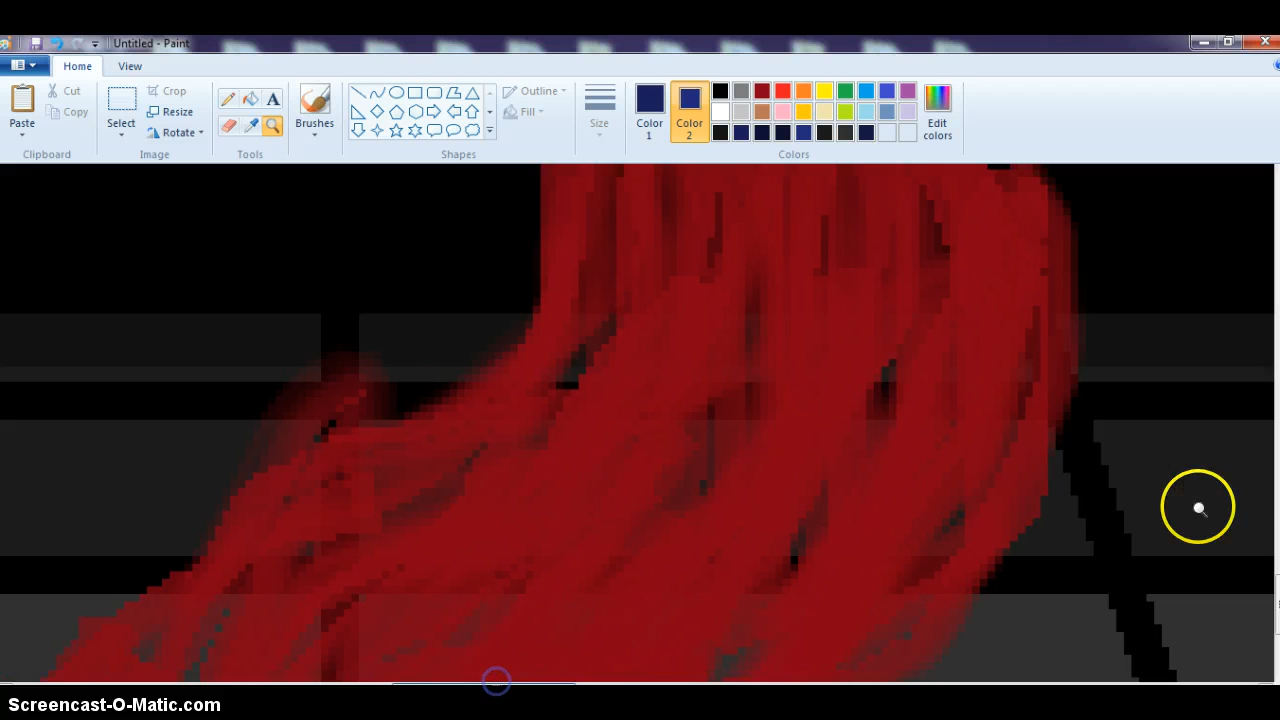 Untitled - Paint
Home View
Cut
Copy
Paste
Clipboard
Select
Crop
Resize
Rotate
Image
A
Tools
Brushes
Shapes
Outline
Fill
Size
Color 1
Color 2
Colors
Edit colors
Screencast-O-Matic.com